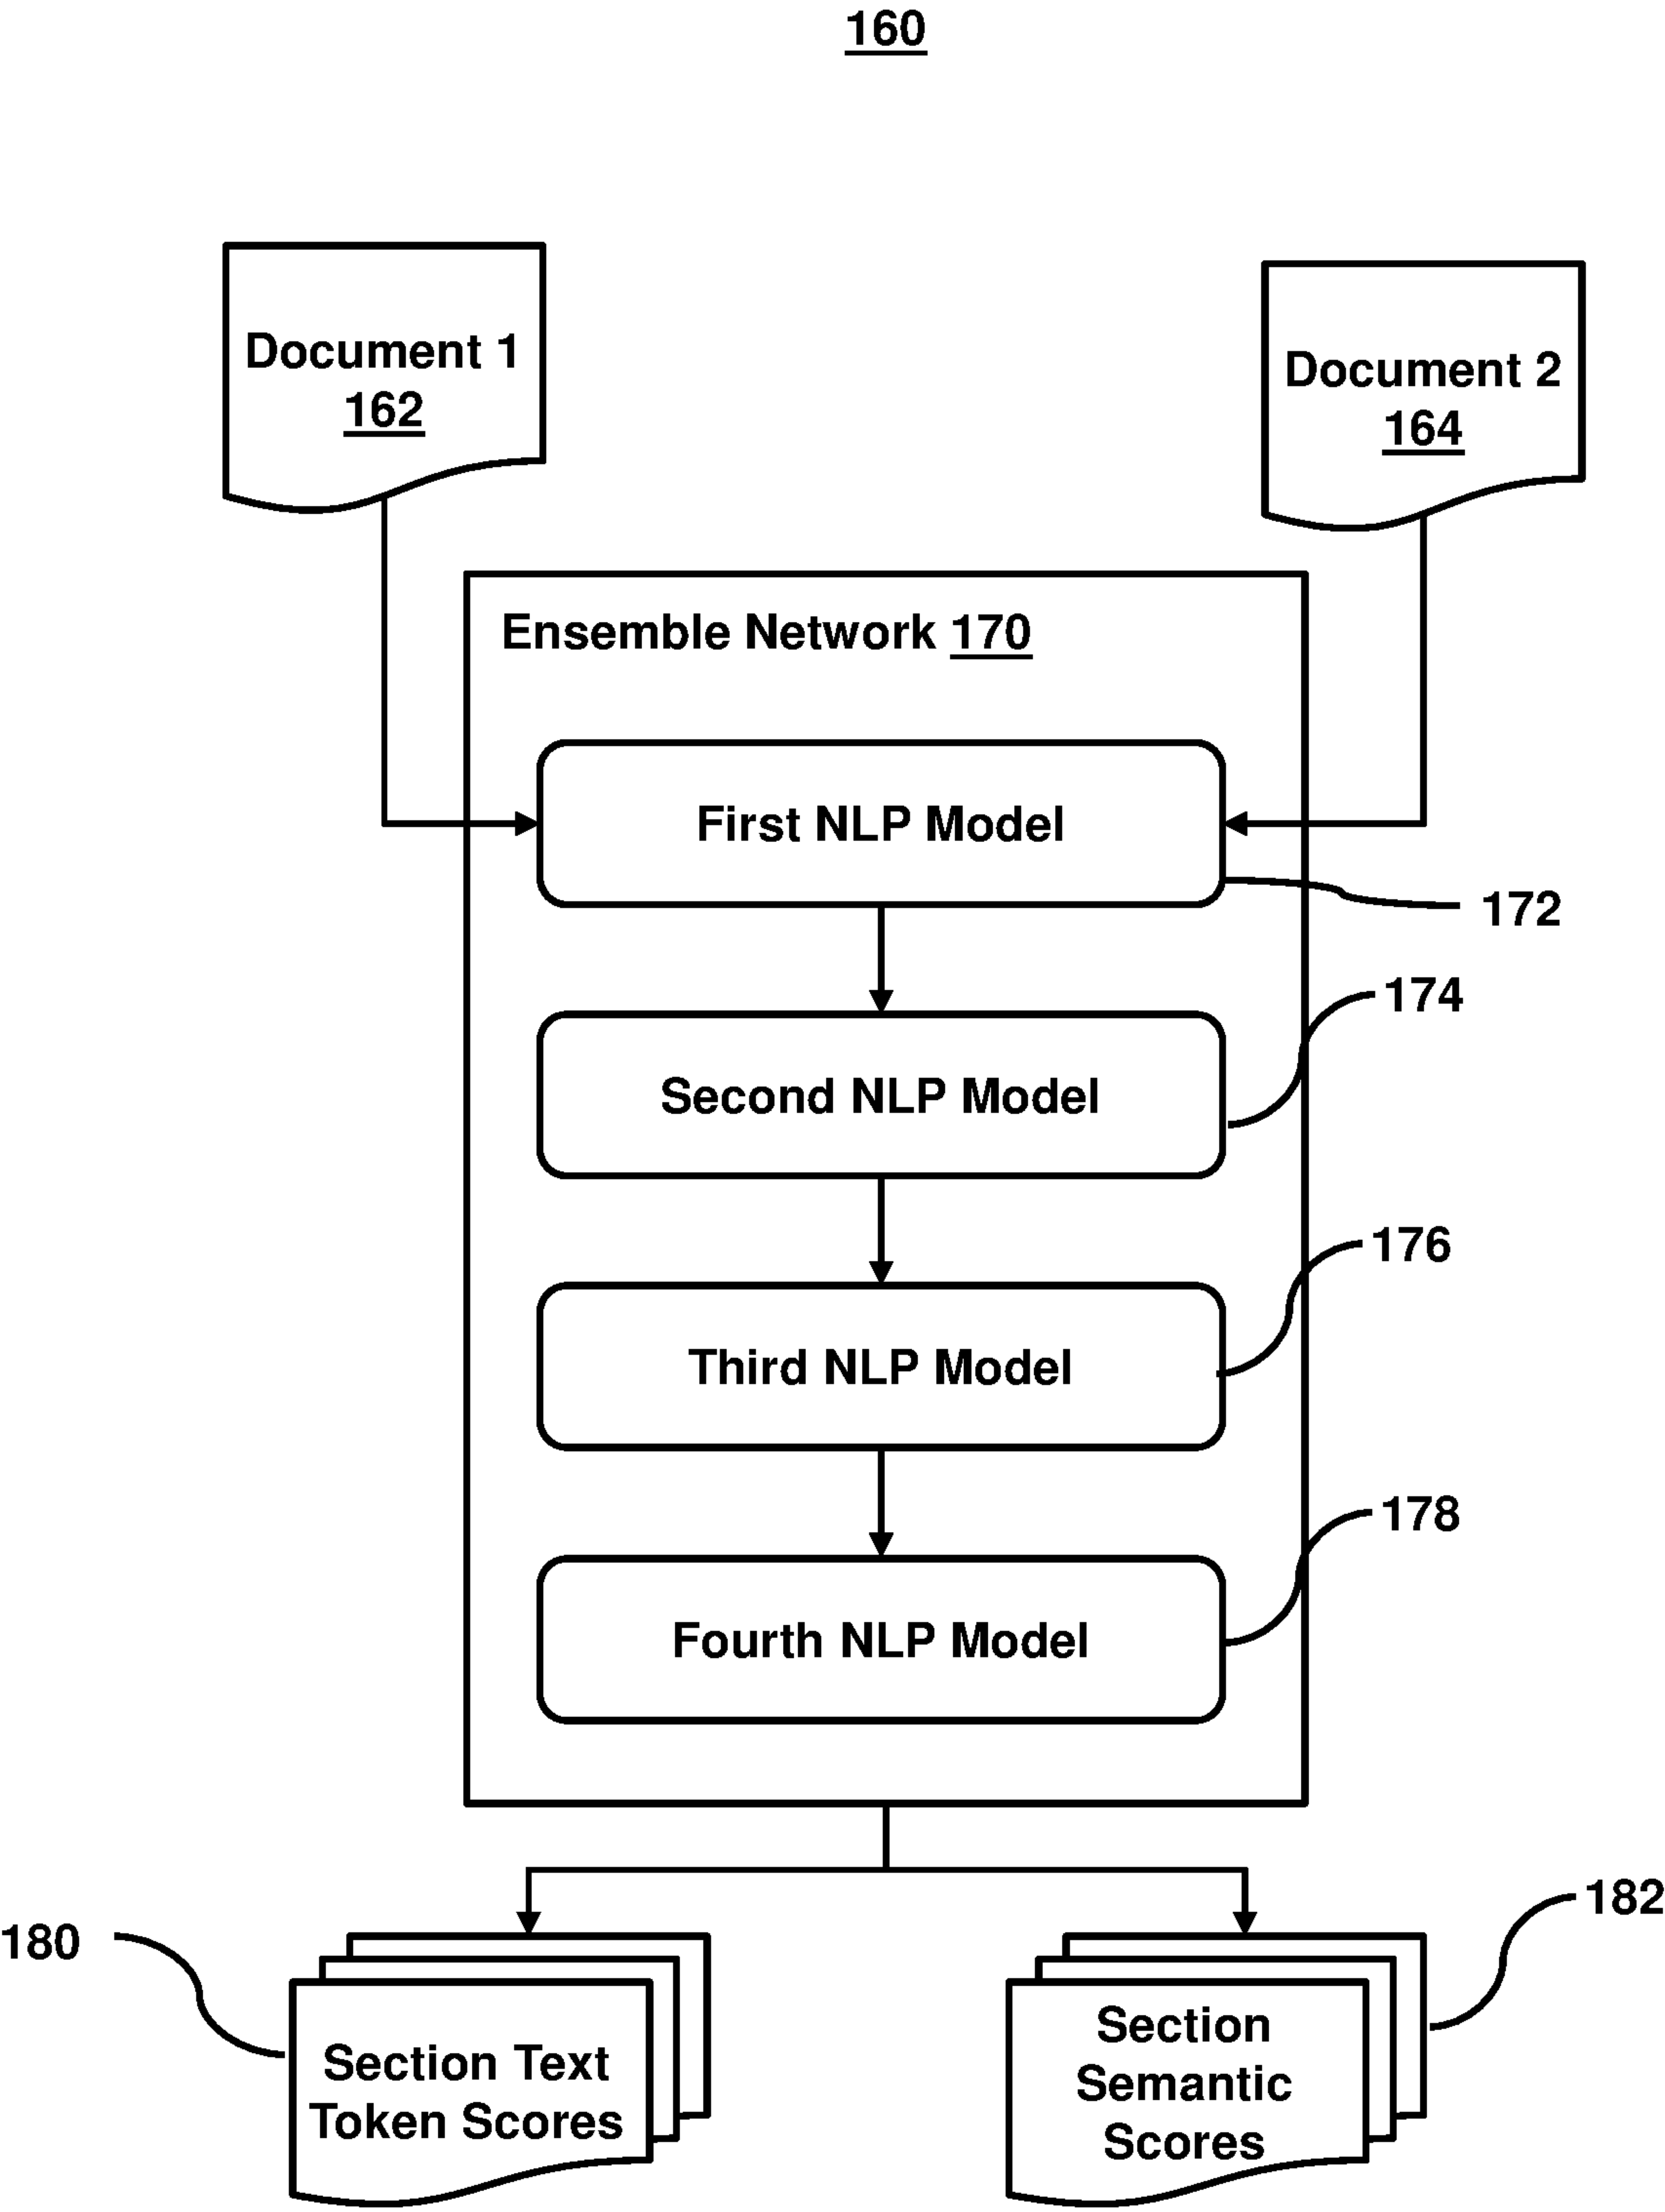 160
Document 1
162
Document 2
164
Ensemble Network 170
First NLP Model
172
174
Second NLP Model
176
Third NLP Model
178
Fourth NLP Model
180
182
Section Text
Token Scores
Section
Semantic
Scores